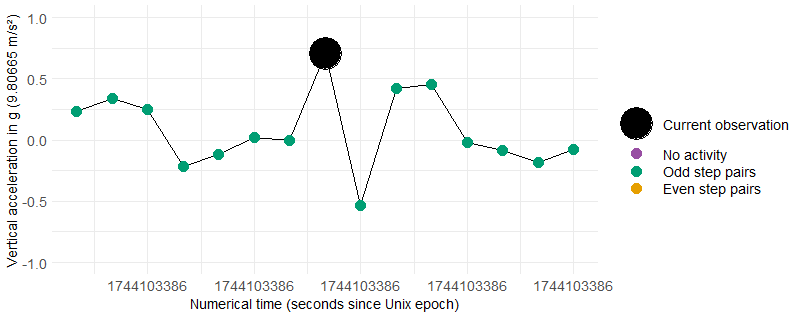 Vertical acceleration in g (9.80665 m/s²)
1.0
0.5
0.0
-0.5
-1.0
1744103386 1744103386 1744103386 1744103386 1744103386
Numerical time (seconds since Unix epoch)
Current observation
No activity
Odd step pairs
Even step pairs